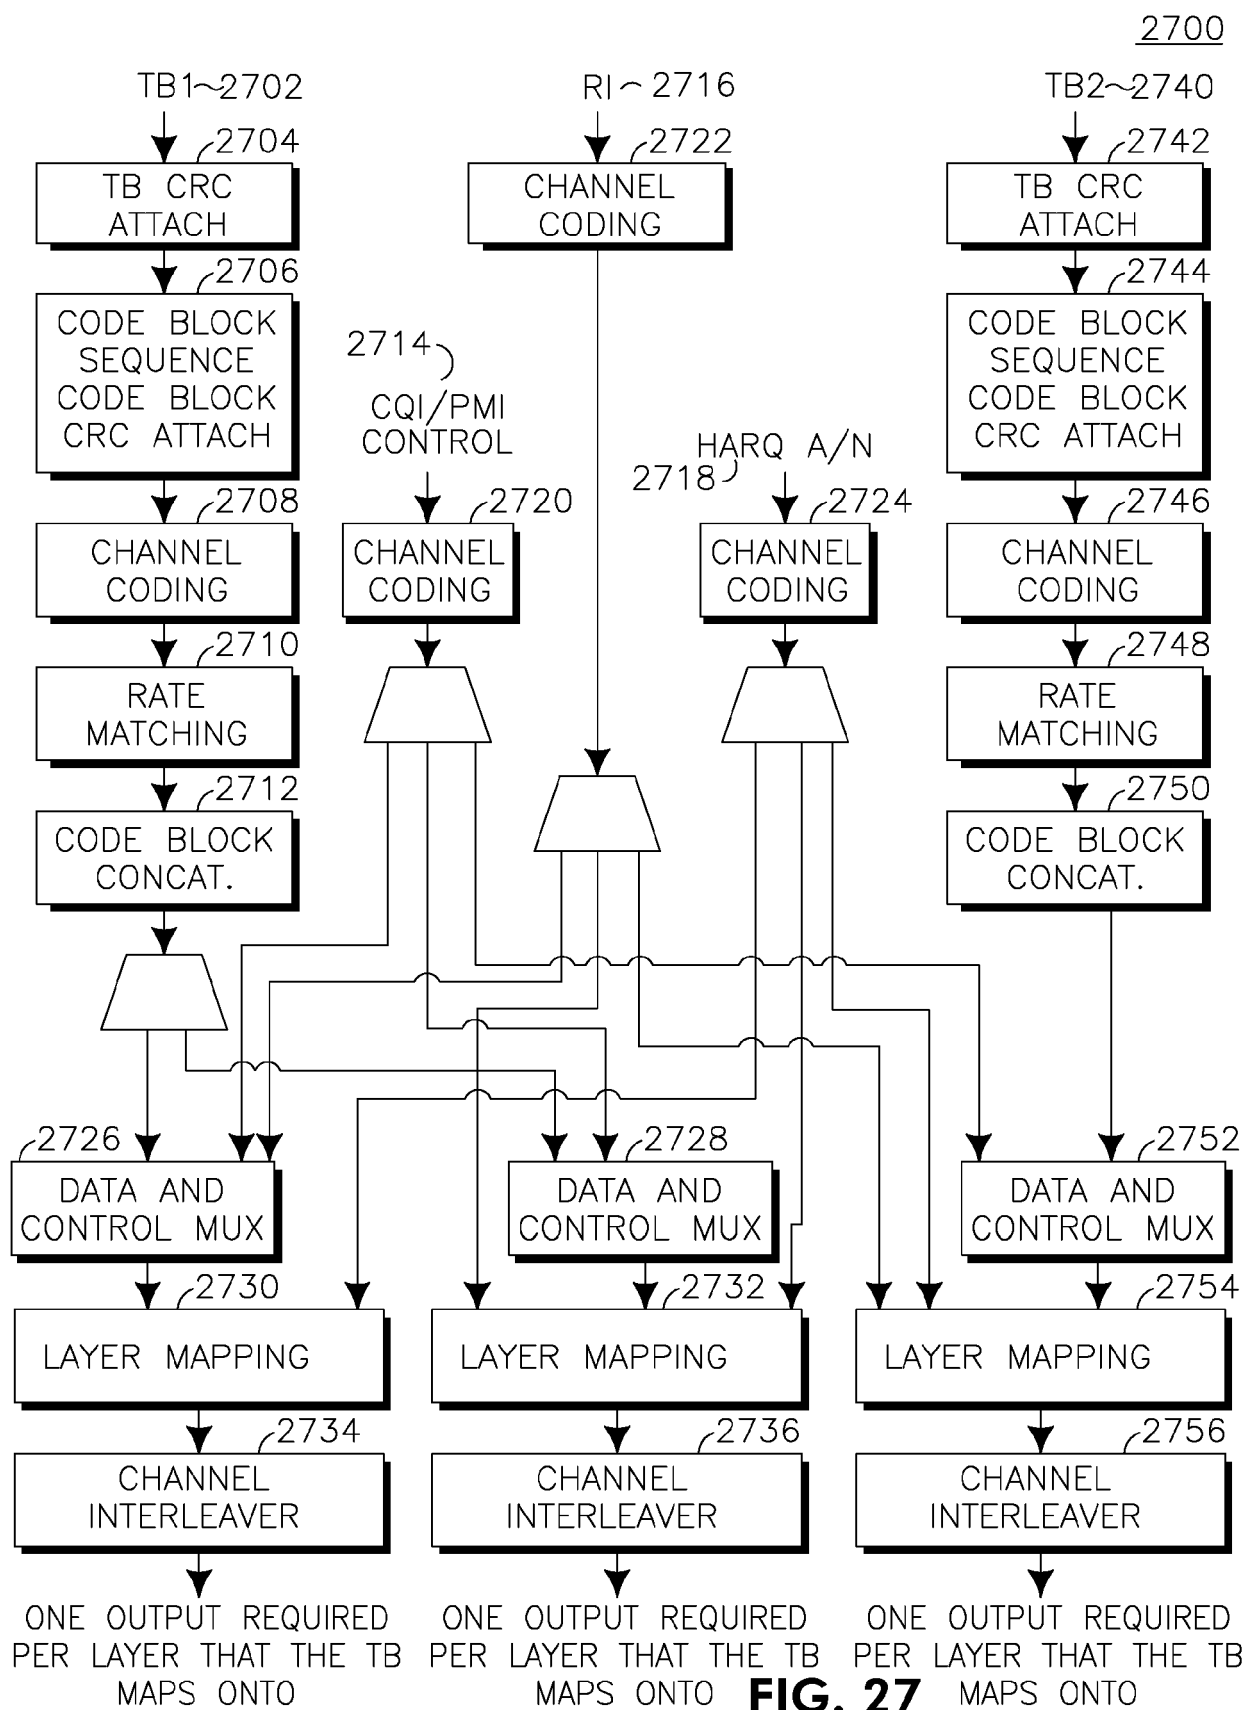 2700
TB1~2702
RI~2716
TB2~2740
2704
TB CRC
ATTACH
2722
CHANNEL
CODING
2742
TB CRC
ATTACH
2706
CODE BLOCK
SEQUENCE
CODE BLOCK
CRC ATTACH
2744
CODE BLOCK
SEQUENCE
CODE BLOCK
CRC ATTACH
2714
CQI/PMI
CONTROL
HARQ A/N
2718
2708
CHANNEL
CODING
2720
CHANNEL
CODING
2724
CHANNEL
CODING
2746
CHANNEL
CODING
2710
RATE
MATCHING
2748
RATE
MATCHING
2712
CODE BLOCK
CONCAT.
2750
CODE BLOCK
CONCAT.
2726
DATA AND
CONTROL MUX
2728
DATA AND
CONTROL MUX
2752
DATA AND
CONTROL MUX
2730
LAYER MAPPING
2732
LAYER MAPPING
2754
LAYER MAPPING
2734
CHANNEL
INTERLEAVER
2736
CHANNEL
INTERLEAVER
2756
CHANNEL
INTERLEAVER
ONE OUTPUT REQUIRED
PER LAYER THAT THE TB
MAPS ONTO
ONE OUTPUT REQUIRED
PER LAYER THAT THE TB
MAPS ONTO
ONE OUTPUT REQUIRED
PER LAYER THAT THE TB
MAPS ONTO
FIG. 27